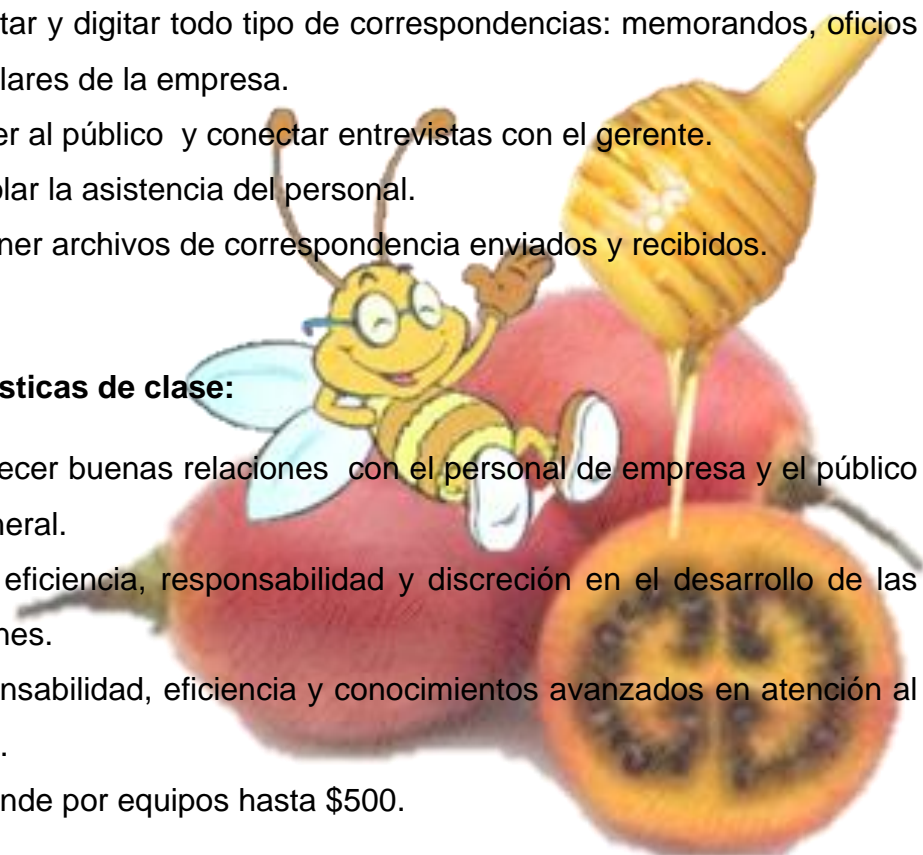 tar y digitar todo tipo de correspondencias: memorandos, oficios
lares de la empresa.
er al público y conectar entrevistas con el gerente.
olar la asistencia del personal.
ner archivos de correspondencia enviados y recibidos.
sticas de clase:
ecer buenas relaciones con el personal de empresa y el público
neral.
eficiencia, responsabilidad y discreción en el desarrollo de las
nes.
nsabilidad, eficiencia y conocimientos avanzados en atención al
.
nde por equipos hasta $500.